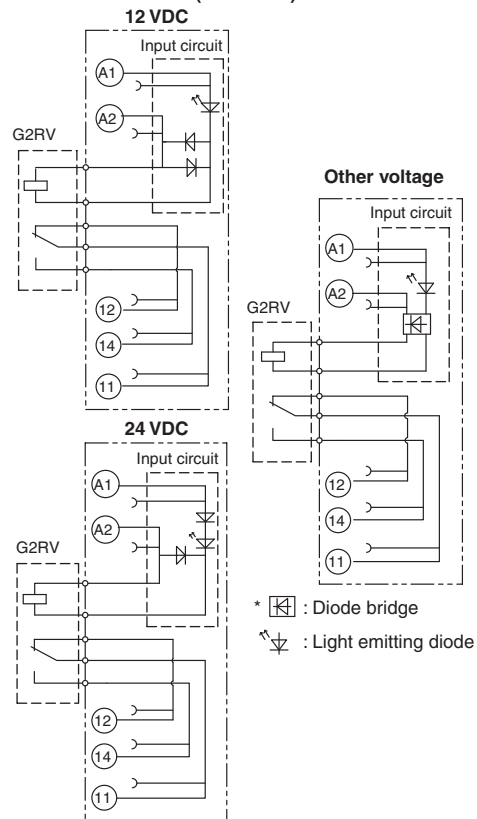 12 VDC
Input circuit
A1
A2
G2RV
12
14
11
24 VDC
Input circuit
A1
A2
G2RV
12
14
11
Other voltage
Input circuit
A1
A2
G2RV
12
14
11
* : Diode bridge
: Light emitting diode